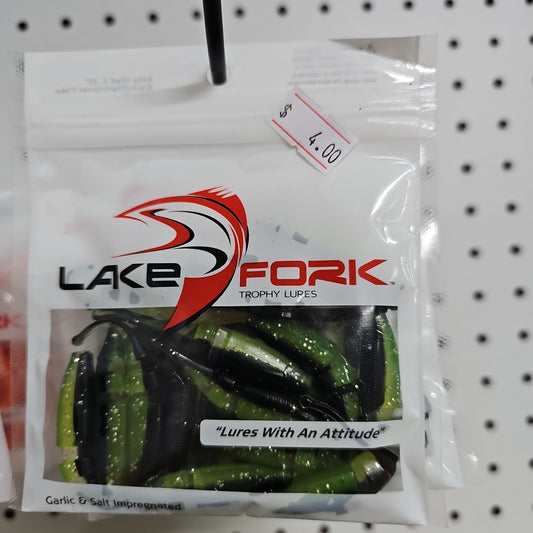 $
4.00
LAKE FORK
TROPHY LURES
"Lures With An Attitude"
Garlic & Salt Impregnated